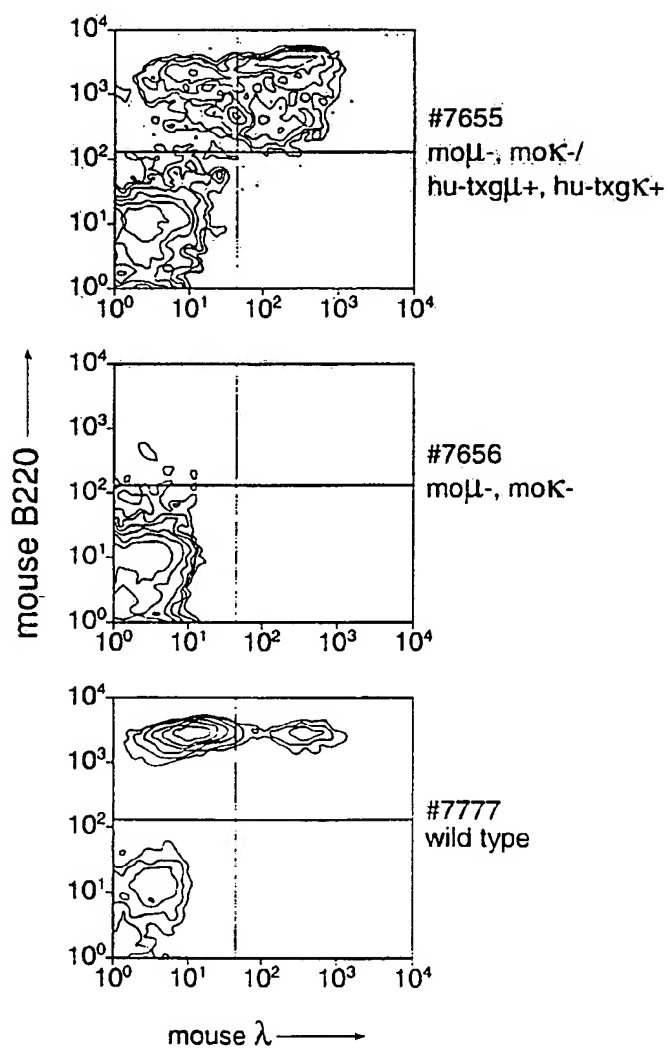 10⁴
10³
10²
10¹
10⁰
10⁰ 10¹ 10² 10³ 10⁴
#7655
moμ-, moκ-/
hu-txgμ+, hu-txgκ+
10⁴
10³
10²
10¹
10⁰
10⁰ 10¹ 10² 10³ 10⁴
#7656
moμ-, moκ-
mouse B220
10⁴
10³
10²
10¹
10⁰
10⁰ 10¹ 10² 10³ 10⁴
#7777
wild type
mouse λ